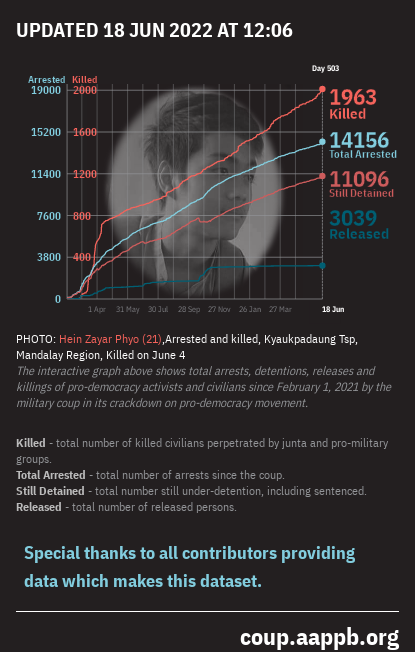 UPDATED 18 JUN 2022 AT 12:06
Day 503
Arrested Killed
19000 2000
15200 1600
11400 1200
7600 800
3800 400
0
1963
Killed
14156
Total Arrested
11096
Still Detained
3039
Released
1 Apr 31 May 30 Jul 28 Sep 27 Nov 26 Jan 27 Mar 18 Jun
PHOTO: Hein Zayar Phyo (21),Arrested and killed, Kyaukpadaung Tsp,
Mandalay Region, Killed on June 4
The interactive graph above shows total arrests, detentions, releases and
killings of pro-democracy activists and civilians since February 1, 2021 by the
military coup in its crackdown on pro-democracy movement.
Killed - total number of killed civilians perpetrated by junta and pro-military
groups.
Total Arrested - total number of arrests since the coup.
Still Detained - total number still under-detention, including sentenced.
Released - total number of released persons.
Special thanks to all contributors providing
data which makes this dataset.
coup.aappb.org